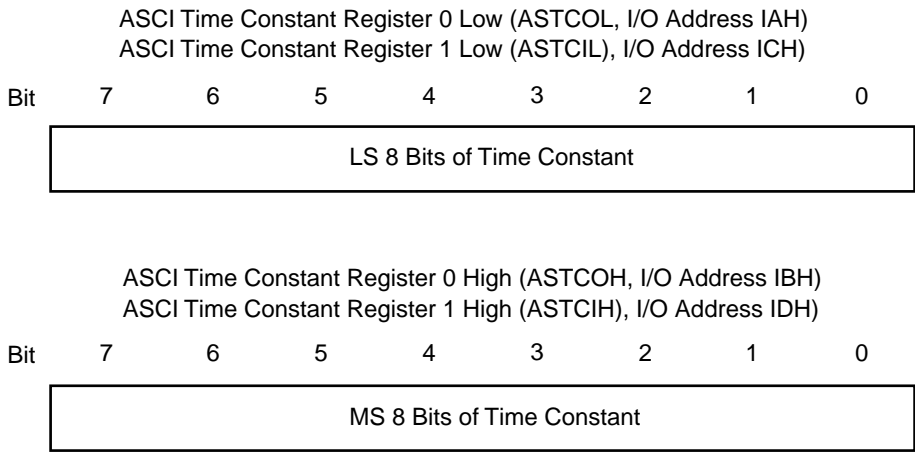 ASCI Time Constant Register 0 Low (ASTCOL, I/O Address IAH)
ASCI Time Constant Register 1 Low (ASTCIL), I/O Address ICH)
Bit 7 6 5 4 3 2 1 0
LS 8 Bits of Time Constant
ASCI Time Constant Register 0 High (ASTCOH, I/O Address IBH)
ASCI Time Constant Register 1 High (ASTCIH), I/O Address IDH)
Bit 7 6 5 4 3 2 1 0
MS 8 Bits of Time Constant